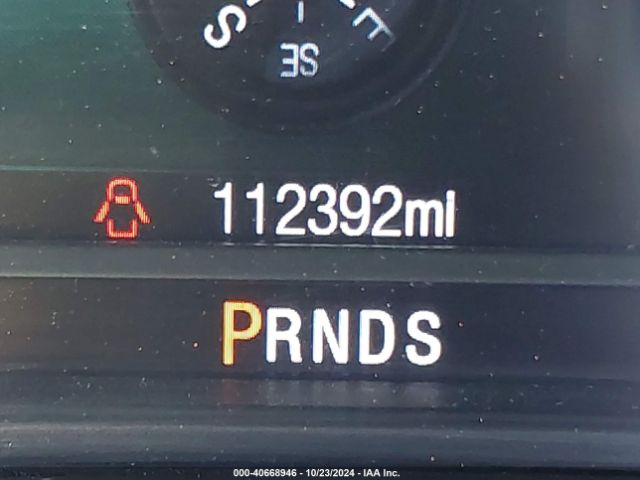 S E
SE
112392mi
PRNDS
000-40668946 - 10/23/2024 - IAA Inc.